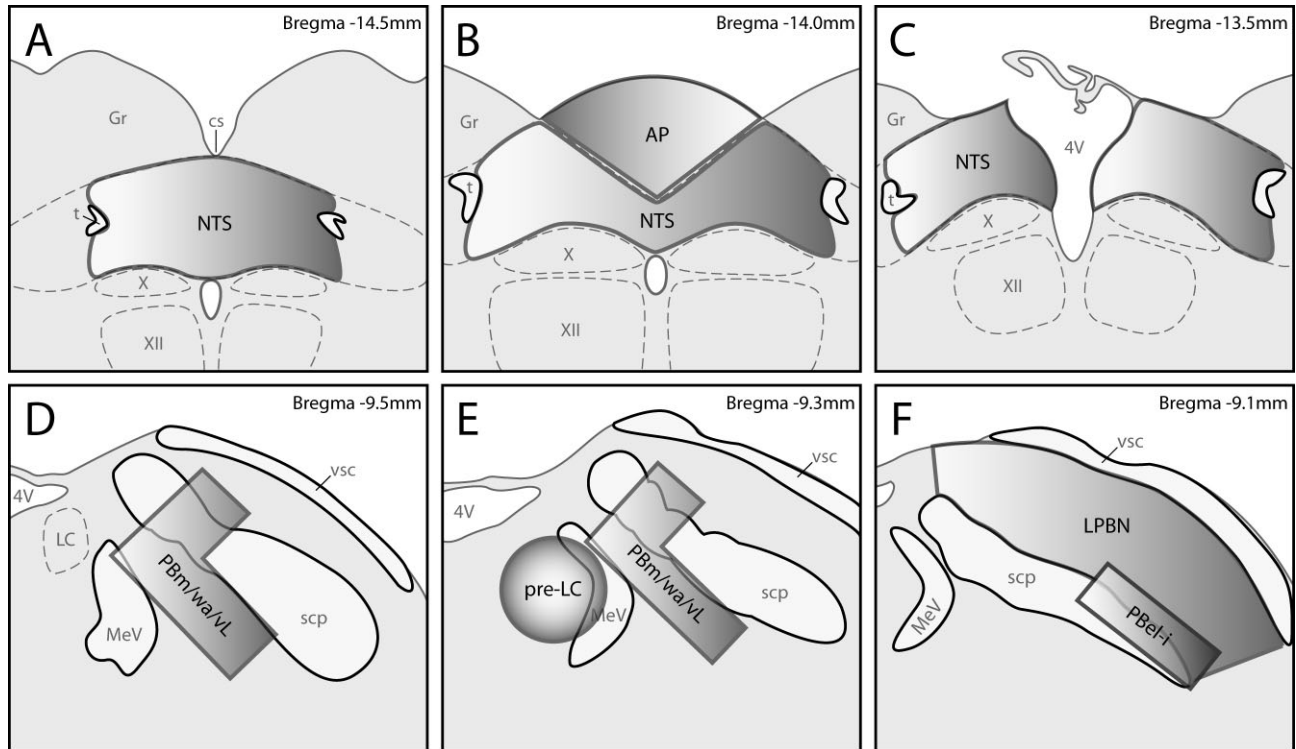 A
Bregma -14.5mm
Gr
cs
t
NTS
X
XII
B
Bregma -14.0mm
Gr
AP
t
NTS
X
XII
C
Bregma -13.5mm
Gr
4V
NTS
t
X
XII
D
Bregma -9.5mm
vsc
4V
LC
PBm/wa/vL
scp
MeV
E
Bregma -9.3mm
vsc
4V
PBm/wa/vL
pre-LC
scp
MeV
F
Bregma -9.1mm
vsc
LPBN
scp
PBel-i
MeV